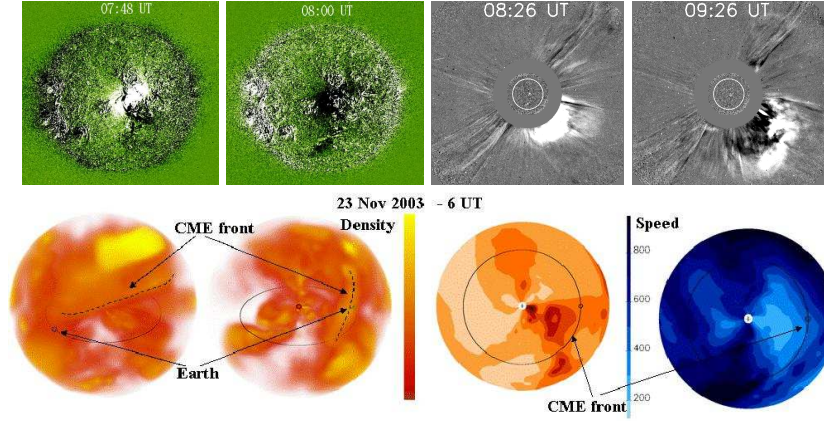 07:48 UT
08:00 UT
08:26 UT
09:26 UT
23 Nov 2003 - 6 UT
CME front
Density
Speed
800
600
400
200
Earth
CME front